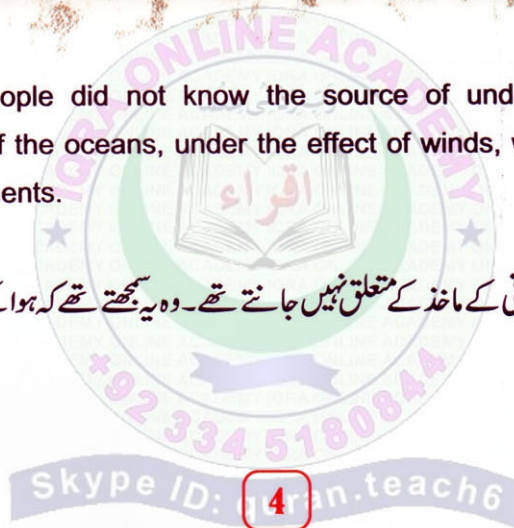 IQRA ONLINE ACADEMY
ople did not know the source of und
f the oceans, under the effect of winds,
ents.
اقراء
کے ماخذ کے متعلق نہیں جانتے تھے۔ وہ یہ سمجھتے تھے کہ ہوا
+92 334 5180844
Skype ID: quran.teach6
4